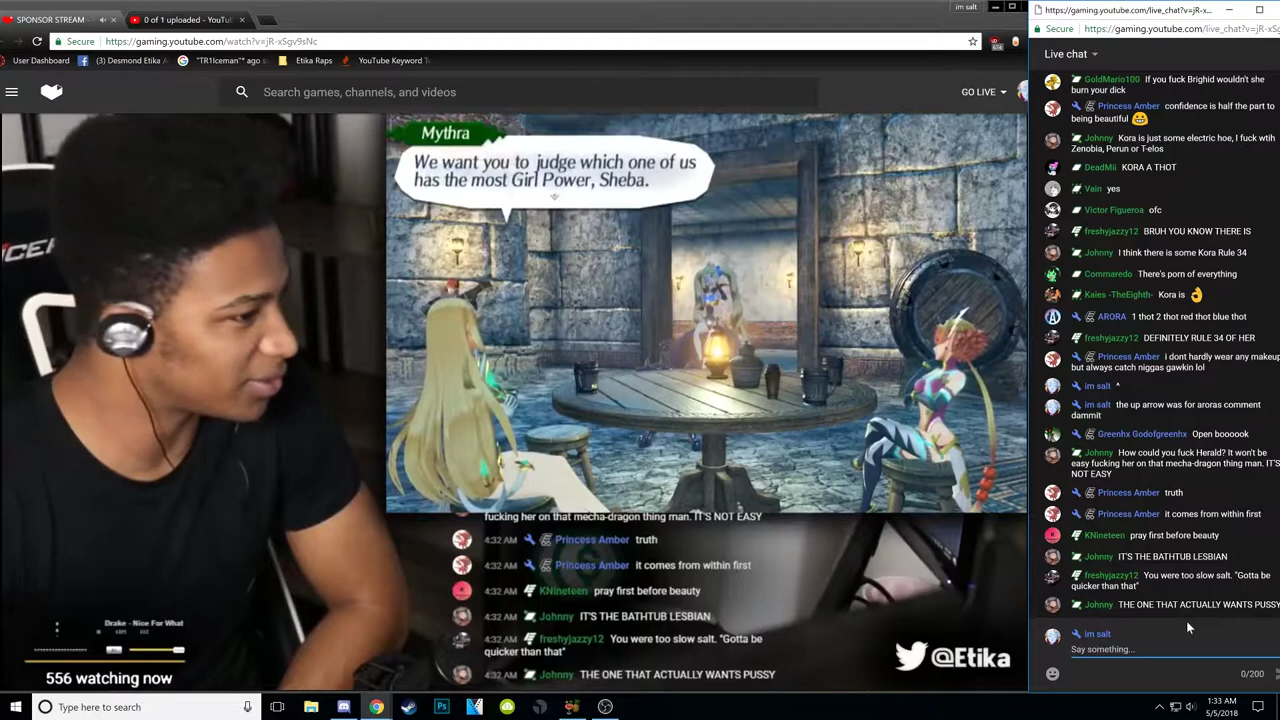 im salt
SPONSOR STREAM
0 of 1 uploaded - YouTu
https://gaming.youtube.com/live_chat?v=jR-x...
Secure https://gaming.youtube.com/watch?v=jR-xSgv9sNc
Secure https://gaming.youtube.com/live_chat?v=jR-xSg
User Dashboard (3) Desmond Etika A "TR1Iceman"* ago s Etika Raps YouTube Keyword T
Live chat
Search games, channels, and videos
GO LIVE
GoldMario100 If you fuck Brighid wouldn't she
burn your dick
Princess Amber confidence is half the part to
being beautiful
Johnny Kora is just some electric hoe, I fuck wtih
Zenobia, Perun or T-elos
DeadMii KORA A THOT
Vain yes
Victor Figueroa ofc
freshyjazzy12 BRUH YOU KNOW THERE IS
Johnny I think there is some Kora Rule 34
Commaredo There's porn of everything
Kaies -TheEighth- Kora is 👌
ARORA 1 thot 2 thot red thot blue thot
freshyjazzy12 DEFINITELY RULE 34 OF HER
Princess Amber i dont hardly wear any makeup
but always catch niggas gawkin lol
im salt ^
im salt the up arrow was for aroras comment
dammit
Greenhx Godofgreenhx Open boooook
Johnny How could you fuck Herald? It won't be
easy fucking her on that mecha-dragon thing man. IT'S
NOT EASY
Princess Amber truth
Princess Amber it comes from within first
KNineteen pray first before beauty
Johnny IT'S THE BATHTUB LESBIAN
freshyjazzy12 You were too slow salt. "Gotta be
quicker than that"
Johnny THE ONE THAT ACTUALLY WANTS PUSSY
im salt
Say something...
0/200
Mythra
We want you to judge which one of us
has the most Girl Power, Sheba.
fucking her on that mecha-dragon thing man. IT'S NOT EASY
4:32 AM Princess Amber truth
4:32 AM Princess Amber it comes from within first
4:32 AM KNineteen pray first before beauty
4:32 AM Johnny IT'S THE BATHTUB LESBIAN
4:32 AM freshyjazzy12 You were too slow salt. "Gotta be
quicker than that"
4:32 AM Johnny THE ONE THAT ACTUALLY WANTS PUSSY
Drake - Nice For What
556 watching now
@Etika
Type here to search
1:33 AM
5/5/2018